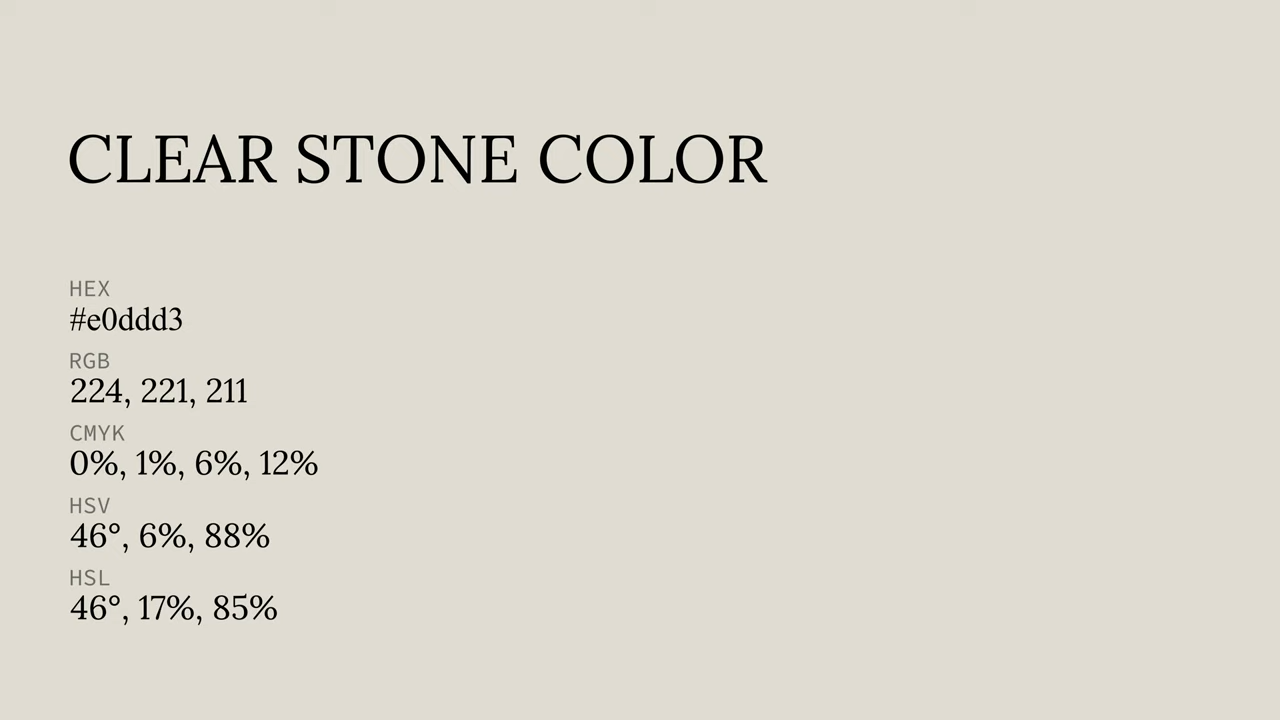 CLEAR STONE COLOR
HEX
#e0ddd3
RGB
224, 221, 211
CMYK
0%, 1%, 6%, 12%
HSV
46°, 6%, 88%
HSL
46°, 17%, 85%